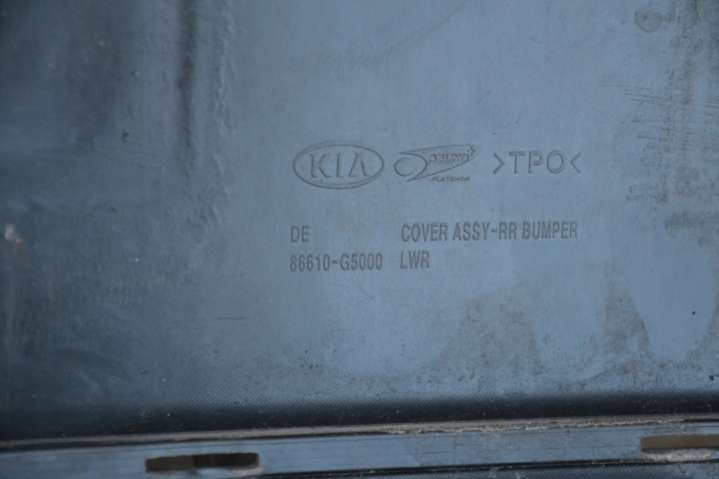 KIA >TPO<
DE COVER ASSY-RR BUMPER
86610-G5000 LWR